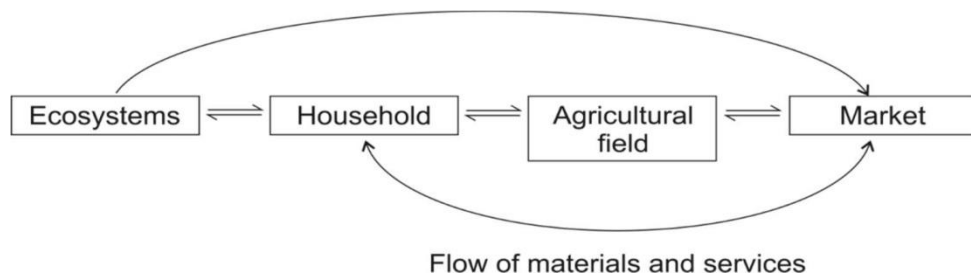 Ecosystems
Household
Agricultural
field
Market
Flow of materials and services